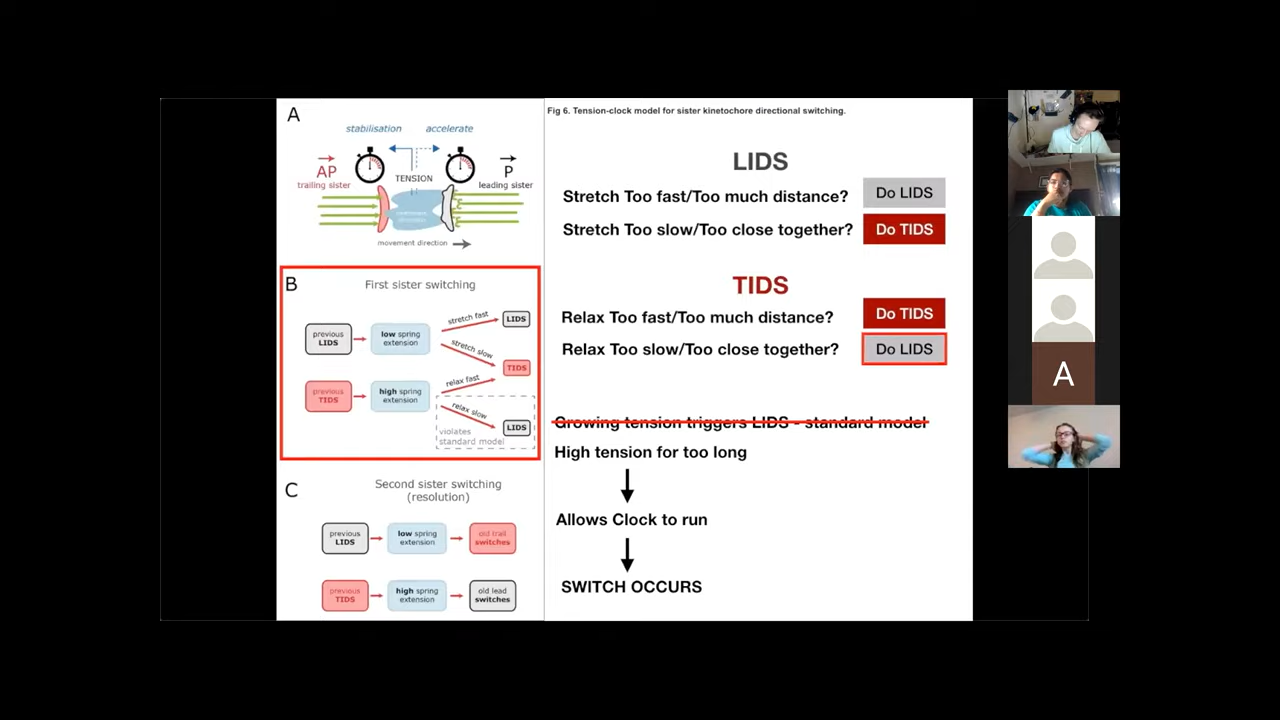 Fig 6. Tension-clock model for sister kinetochore directional switching.
A
stabilisation
accelerate
AP
trailing sister
TENSION
P
leading sister
movement direction
B
First sister switching
previous
LIDS
low spring
extension
stretch fast
LIDS
stretch slow
TIDS
previous
TIDS
high spring
extension
relax fast
relax slow
LIDS
violates
standard model
C
Second sister switching
(resolution)
previous
LIDS
low spring
extension
old trail
switches
previous
TIDS
high spring
extension
old lead
switches
LIDS
Stretch Too fast/Too much distance?
Do LIDS
Stretch Too slow/Too close together?
Do TIDS
TIDS
Relax Too fast/Too much distance?
Do TIDS
Relax Too slow/Too close together?
Do LIDS
Growing tension triggers LIDS - standard model
High tension for too long
Allows Clock to run
SWITCH OCCURS
A